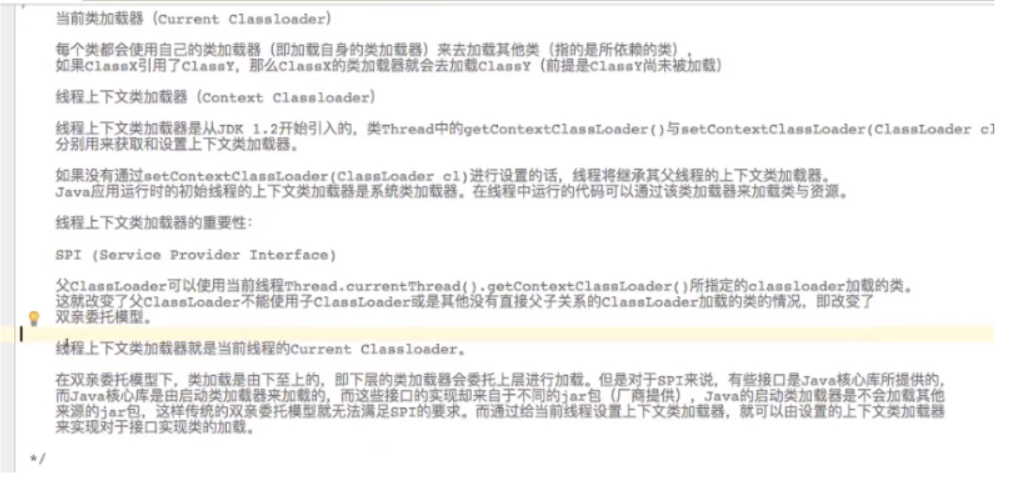 当前类加载器（Current Classloader）
每个类都会使用自己的类加载器（即加载自身的类加载器）来去加载其他类（指的是所依赖的类），
如果ClassX引用了ClassY，那么ClassX的类加载器就会去加载ClassY（前提是ClassY尚未被加载）
线程上下文类加载器（Context Classloader）
线程上下文类加载器是从JDK 1.2开始引入的，类Thread中的getContextClassLoader()与setContextClassLoader(ClassLoader cl
分别用来获取和设置上下文类加载器。
如果没有通过setContextClassLoader(ClassLoader cl)进行设置的话，线程将继承其父线程的上下文类加载器。
Java应用运行时的初始线程的上下文类加载器是系统类加载器。在线程中运行的代码可以通过该类加载器来加载类与资源。
线程上下文类加载器的重要性：
SPI (Service Provider Interface)
父ClassLoader可以使用当前线程Thread.currentThread().getContextClassLoader()所指定的classloader加载的类。
这就改变了父ClassLoader不能使用子ClassLoader或是其他没有直接父子关系的ClassLoader加载的类的情况，即改变了
双亲委托模型。
线程上下文类加载器就是当前线程的Current Classloader。
在双亲委托模型下，类加载是由下至上的，即下层的类加载器会委托上层进行加载。但是对于SPI来说，有些接口是Java核心库所提供的，
而Java核心库是由启动类加载器来加载的，而这些接口的实现却来自于不同的jar包（厂商提供），Java的启动类加载器是不会加载其他
来源的jar包，这样传统的双亲委托模型就无法满足SPI的要求。而通过给当前线程设置上下文类加载器，就可以由设置的上下文类加载器
来实现对于接口实现类的加载。
*/